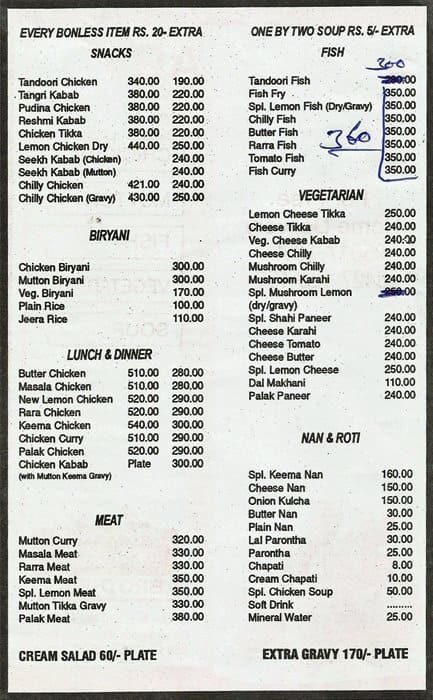 EVERY BONLESS ITEM RS. 20- EXTRA
SNACKS
Tandoori Chicken 340.00 190.00
Tangri Kabab 380.00 220.00
Pudina Chicken 380.00 220.00
Reshmi Kabab 380.00 220.00
Chicken Tikka 380.00 220.00
Lemon Chicken Dry 440.00 250.00
Seekh Kabab (Chicken) 240.00
Seekh Kabab (Mutton) 240.00
Chilly Chicken 421.00 240.00
Chilly Chicken (Gravy) 430.00 250.00
BIRYANI
Chicken Biryani 300.00
Mutton Biryani 300.00
Veg. Biryani 170.00
Plain Rice 100.00
Jeera Rice 110.00
LUNCH & DINNER
Butter Chicken 510.00 280.00
Masala Chicken 510.00 280.00
New Lemon Chicken 520.00 290.00
Rara Chicken 520.00 290.00
Keema Chicken 540.00 300.00
Chicken Curry 510.00 290.00
Palak Chicken 520.00 290.00
Chicken Kabab Plate 300.00
(with Mutton Keema Gravy)
MEAT
Mutton Curry 320.00
Masala Meat 330.00
Rarra Meat 330.00
Keema Meat 350.00
Spl. Lemon Meat 350.00
Mutton Tikka Gravy 330.00
Palak Meat 380.00
CREAM SALAD 60/- PLATE
ONE BY TWO SOUP RS. 5/- EXTRA
FISH
300
Tandoori Fish 280.00
Fish Fry 350.00
Spl. Lemon Fish (Dry/Gravy) 350.00
Chilly Fish 350.00
Butter Fish 350.00
360
Rarra Fish 350.00
Tomato Fish 350.00
Fish Curry 350.00
VEGETARIAN
Lemon Cheese Tikka 250.00
Cheese Tikka 240.00
Veg. Cheese Kabab 240.00
Cheese Chilly 240.00
Mushroom Chilly 240.00
Mushroom Karahi 240.00
Spl. Mushroom Lemon 250.00
(dry/gravy)
Spl. Shahi Paneer 240.00
Cheese Karahi 240.00
Cheese Tomato 240.00
Cheese Butter 240.00
Spl. Lemon Cheese 250.00
Dal Makhani 110.00
Palak Paneer 240.00
NAN & ROTI
Spl. Keema Nan 160.00
Cheese Nan 150.00
Onion Kulcha 150.00
Butter Nan 30.00
Plain Nan 25.00
Lal Parontha 30.00
Parontha 25.00
Chapati 8.00
Cream Chapati 10.00
Spl. Chicken Soup 50.00
Soft Drink .........
Mineral Water 25.00
EXTRA GRAVY 170/- PLATE